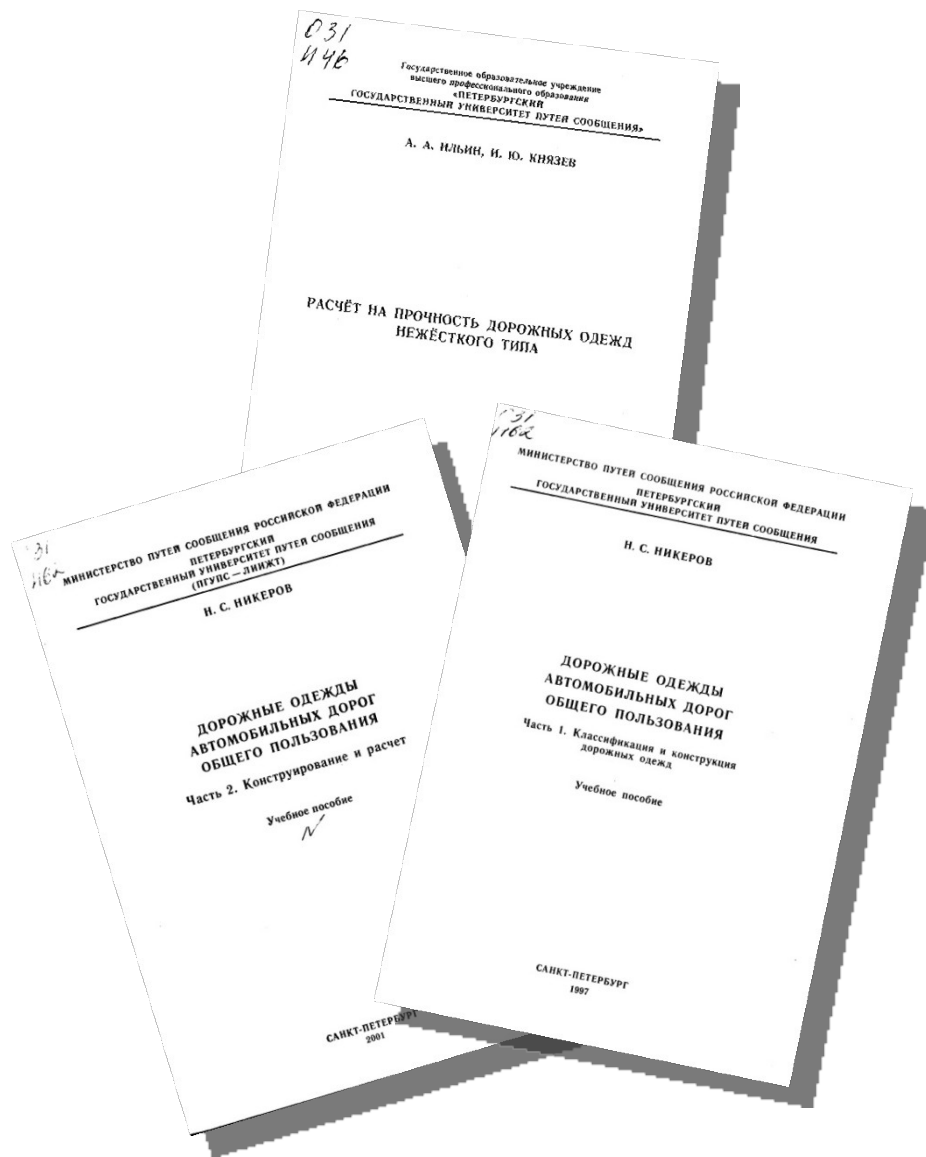 031
И46
Государственное образовательное учреждение
высшего профессионального образования
«ПЕТЕРБУРГСКИЙ
ГОСУДАРСТВЕННЫЙ УНИВЕРСИТЕТ ПУТЕЙ СООБЩЕНИЯ»
А. А. ИЛЬИН, И. Ю. КНЯЗЕВ
РАСЧЁТ НА ПРОЧНОСТЬ ДОРОЖНЫХ ОДЕЖД
НЕЖЁСТКОГО ТИПА
31
МИНИСТЕРСТВО ПУТЕЙ СООБЩЕНИЯ РОССИЙСКОЙ ФЕДЕРАЦИИ
ПЕТЕРБУРГСКИЙ
ГОСУДАРСТВЕННЫЙ УНИВЕРСИТЕТ ПУТЕЙ СООБЩЕНИЯ
(ПГУПС — ЛИИЖТ)
Н. С. НИКЕРОВ
ДОРОЖНЫЕ ОДЕЖДЫ
АВТОМОБИЛЬНЫХ ДОРОГ
ОБЩЕГО ПОЛЬЗОВАНИЯ
Часть 2. Конструирование и расчет
Учебное пособие
САНКТ-ПЕТЕРБУРГ
2001
31
МИНИСТЕРСТВО ПУТЕЙ СООБЩЕНИЯ РОССИЙСКОЙ ФЕДЕРАЦИИ
ПЕТЕРБУРГСКИЙ
ГОСУДАРСТВЕННЫЙ УНИВЕРСИТЕТ ПУТЕЙ СООБЩЕНИЯ
Н. С. НИКЕРОВ
ДОРОЖНЫЕ ОДЕЖДЫ
АВТОМОБИЛЬНЫХ ДОРОГ
ОБЩЕГО ПОЛЬЗОВАНИЯ
Часть 1. Классификация и конструкция
дорожных одежд
Учебное пособие
САНКТ-ПЕТЕРБУРГ
1997